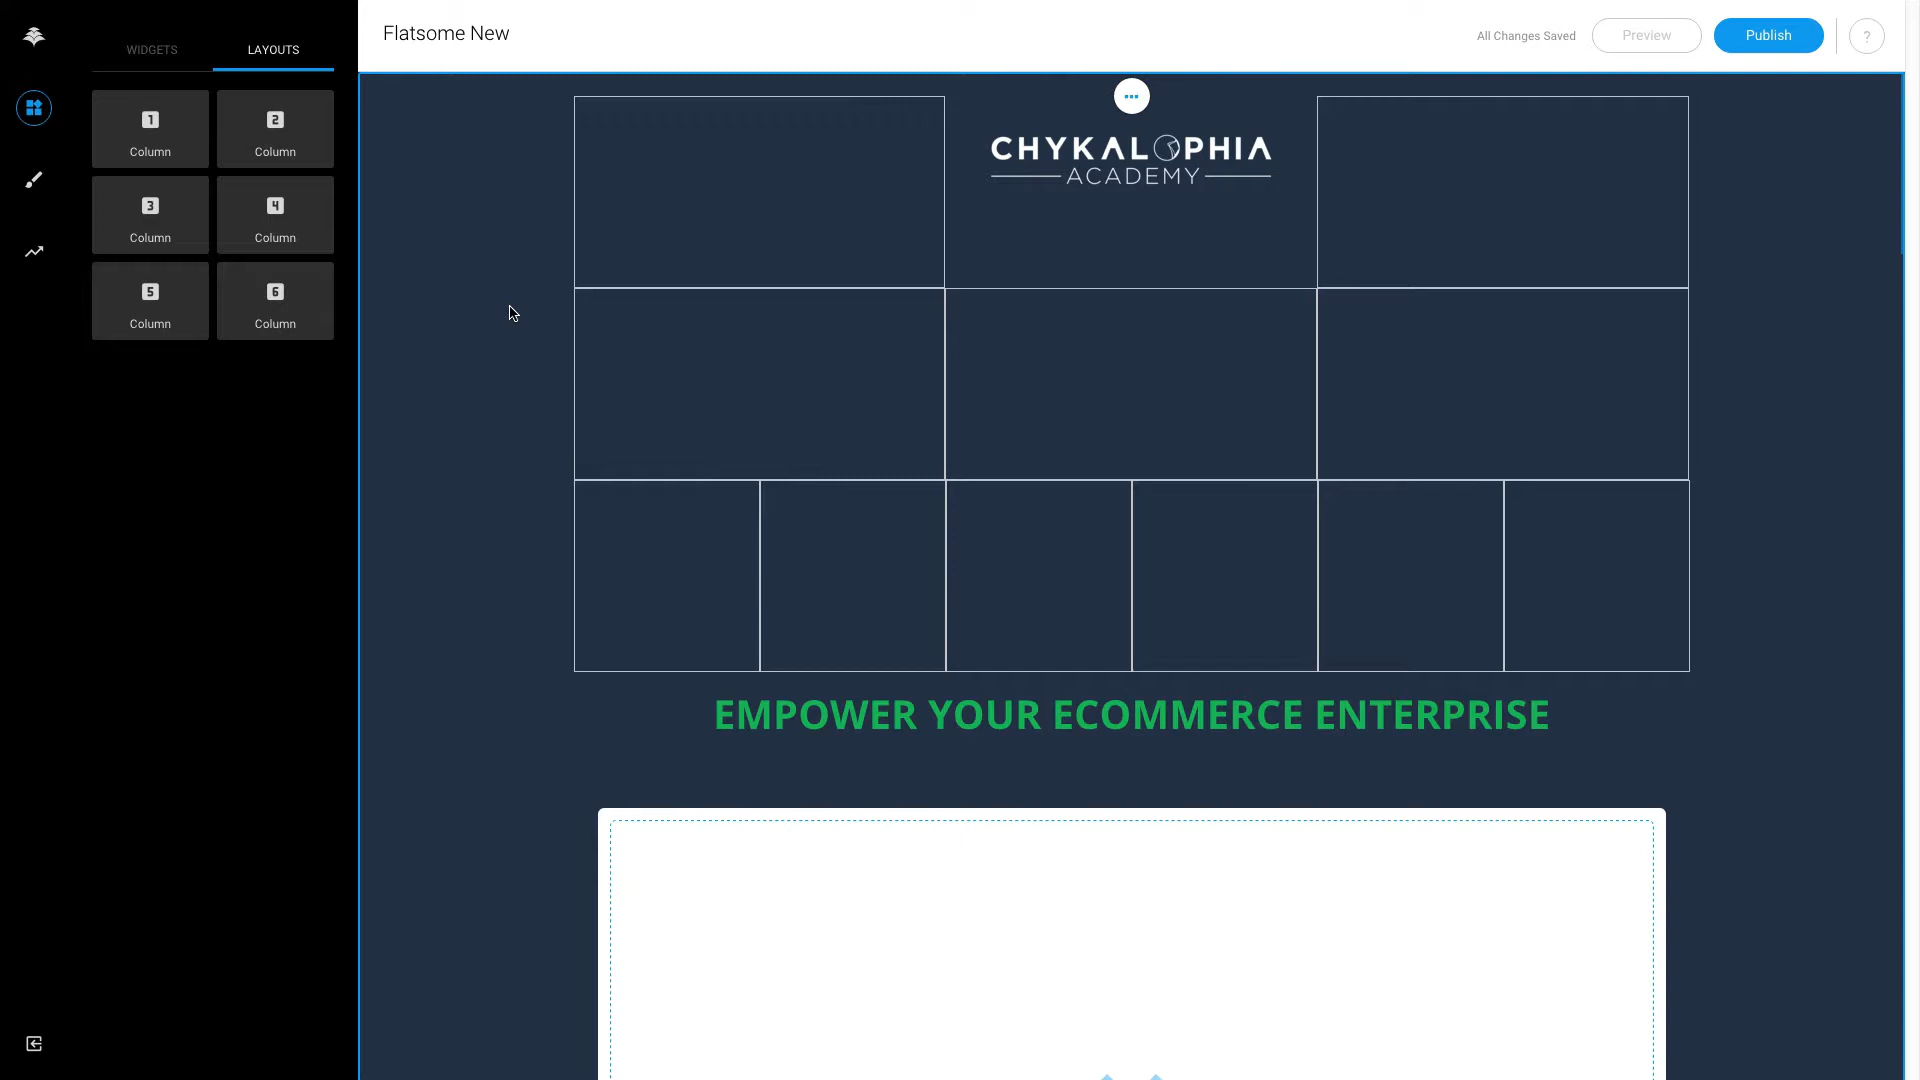 WIDGETS
LAYOUTS
1
Column
2
Column
3
Column
4
Column
5
Column
6
Column
Flatsome New
All Changes Saved
Preview
Publish
?
CHYKALOPHIA
ACADEMY
EMPOWER YOUR ECOMMERCE ENTERPRISE